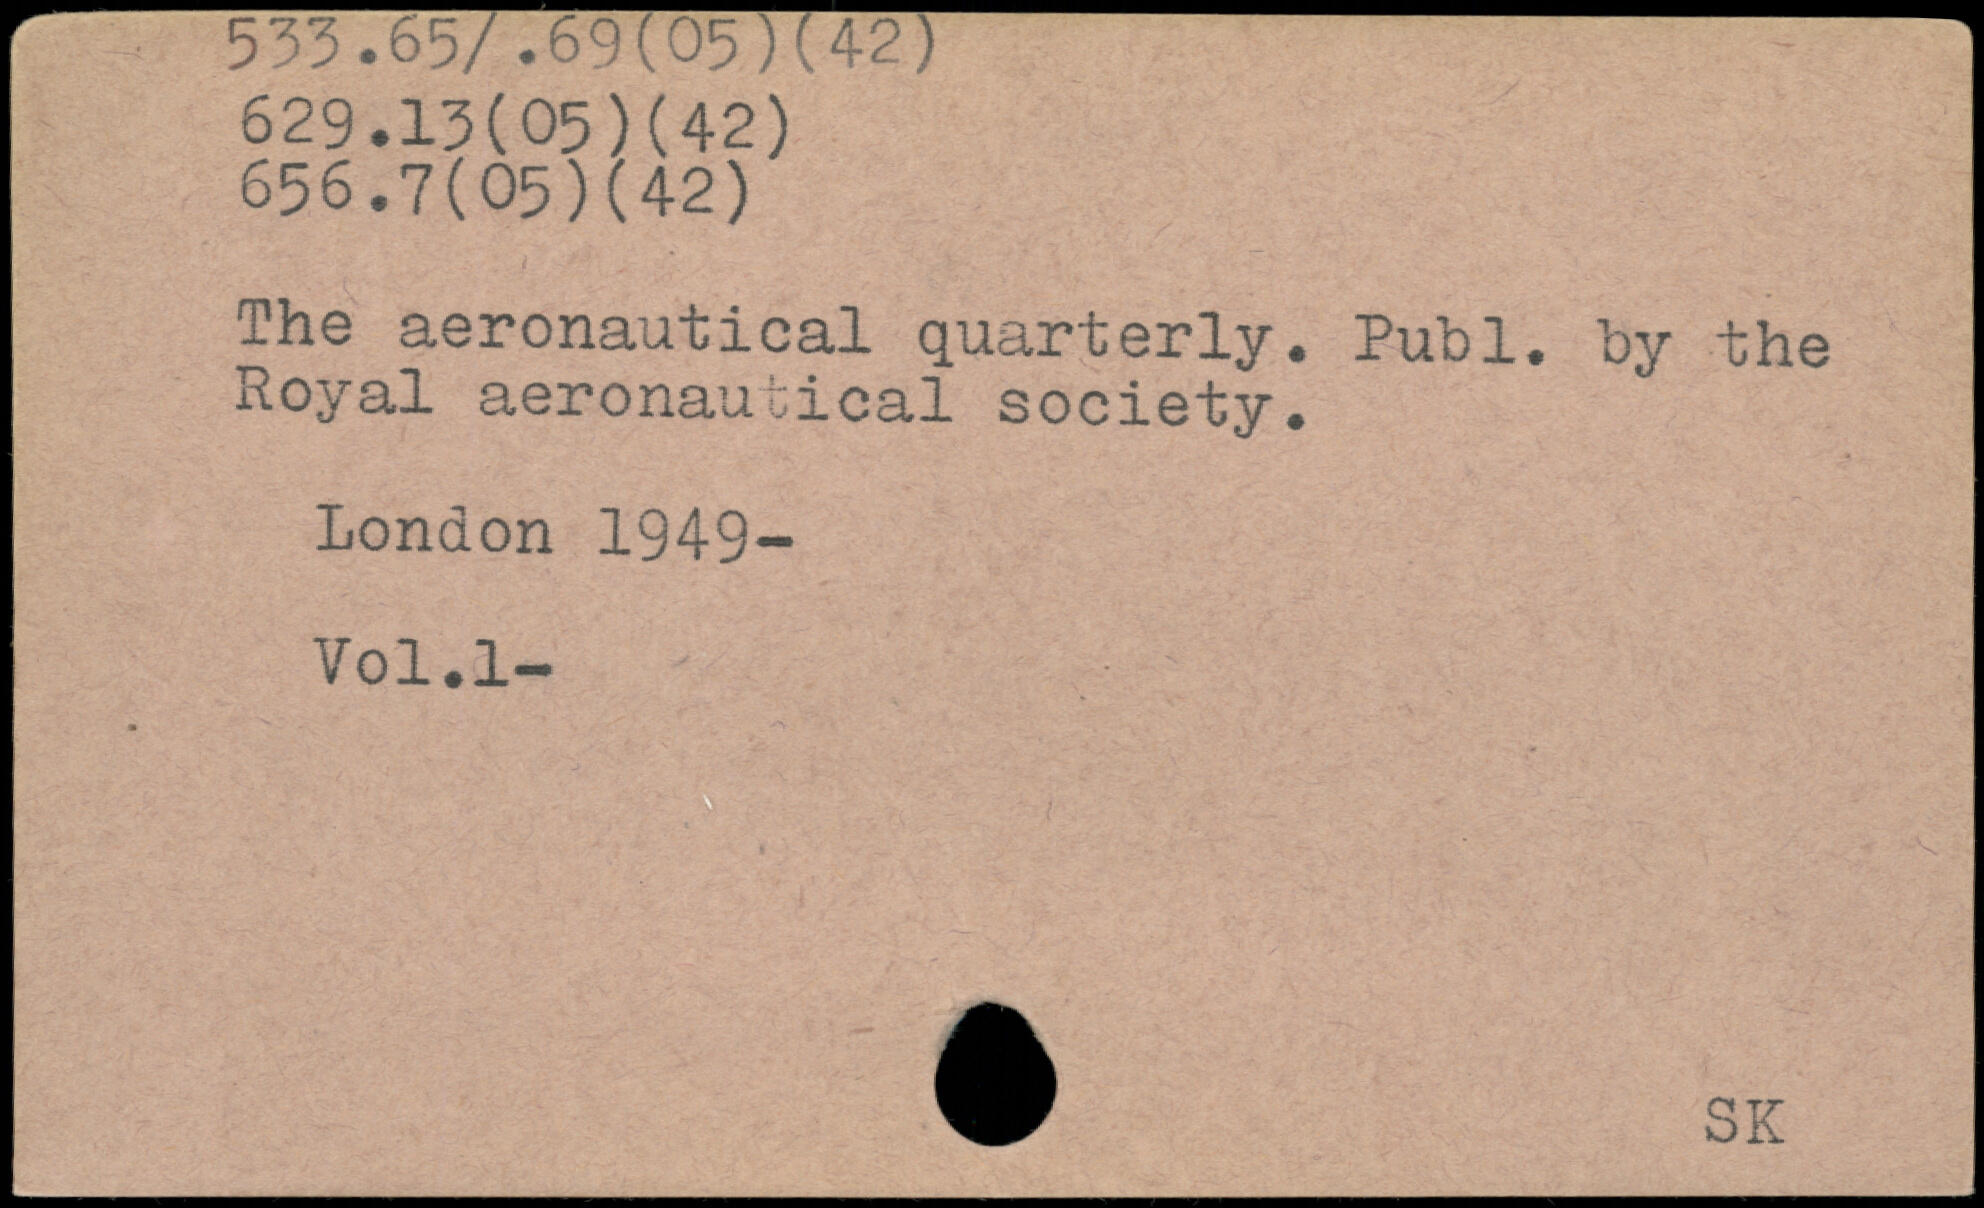 533.65/.69(05)(42)
629.13(05)(42)
656.7(05)(42)
The aeronautical quarterly. Publ. by the
Royal aeronautical society.
London 1949-
Vol.1-
SK